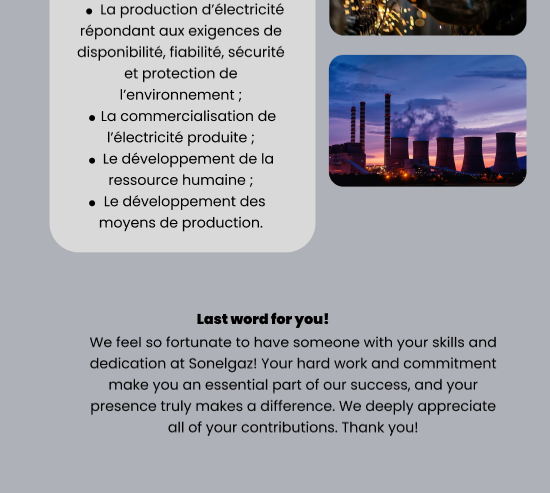 • La production d’électricité
répondant aux exigences de
disponibilité, fiabilité, sécurité
et protection de
l’environnement ;
• La commercialisation de
l’électricité produite ;
• Le développement de la
ressource humaine ;
• Le développement des
moyens de production.
Last word for you!
We feel so fortunate to have someone with your skills and
dedication at Sonelgaz! Your hard work and commitment
make you an essential part of our success, and your
presence truly makes a difference. We deeply appreciate
all of your contributions. Thank you!